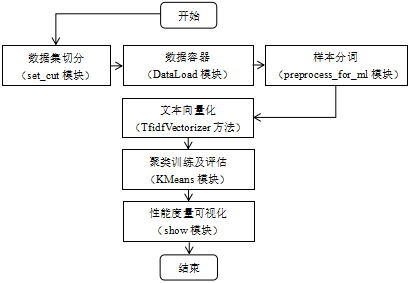 开始
数据集切分
（set_cut 模块）
数据容器
（DataLoad 模块）
样本分词
（preprocess_for_ml 模块）
文本向量化
（TfidfVectorizer 方法）
聚类训练及评估
（KMeans 模块）
性能度量可视化
（show 模块）
结束